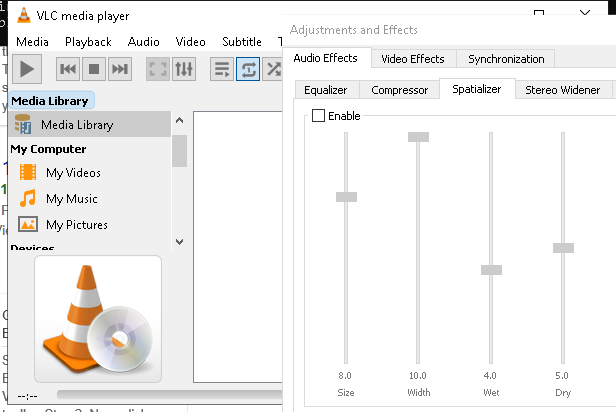 VLC media player
Media Playback Audio Video Subtitle
Media Library
Media Library
My Computer
My Videos
My Music
My Pictures
Devices
--:--
Adjustments and Effects
Audio Effects Video Effects Synchronization
Equalizer Compressor Spatializer Stereo Widener
Enable
8.0 10.0 4.0 5.0
Size Width Wet Dry